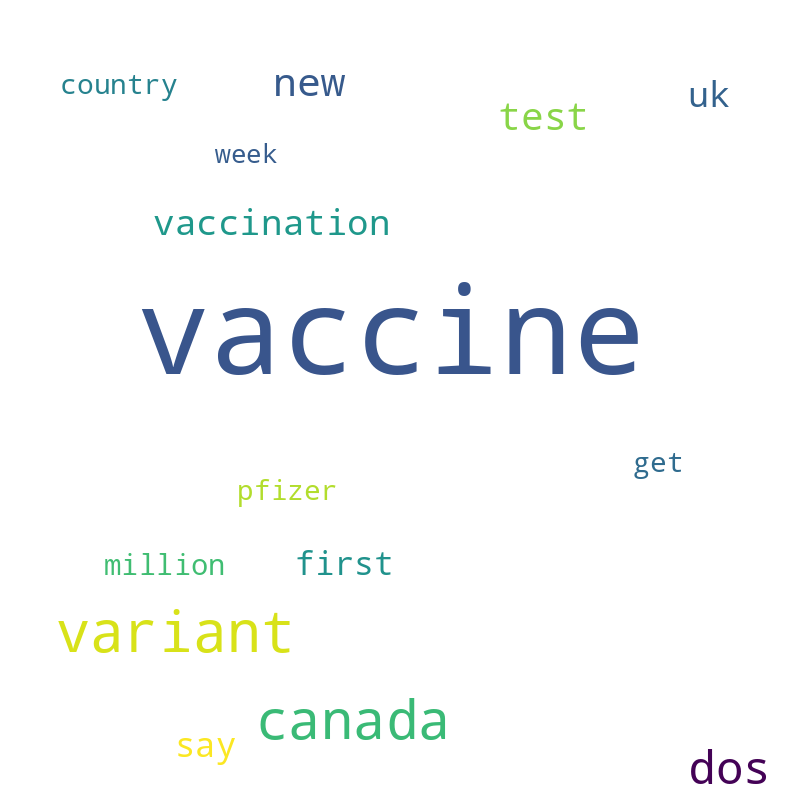 country
new
uk
test
week
vaccination
vaccine
get
pfizer
million
first
variant
canada
say
dos